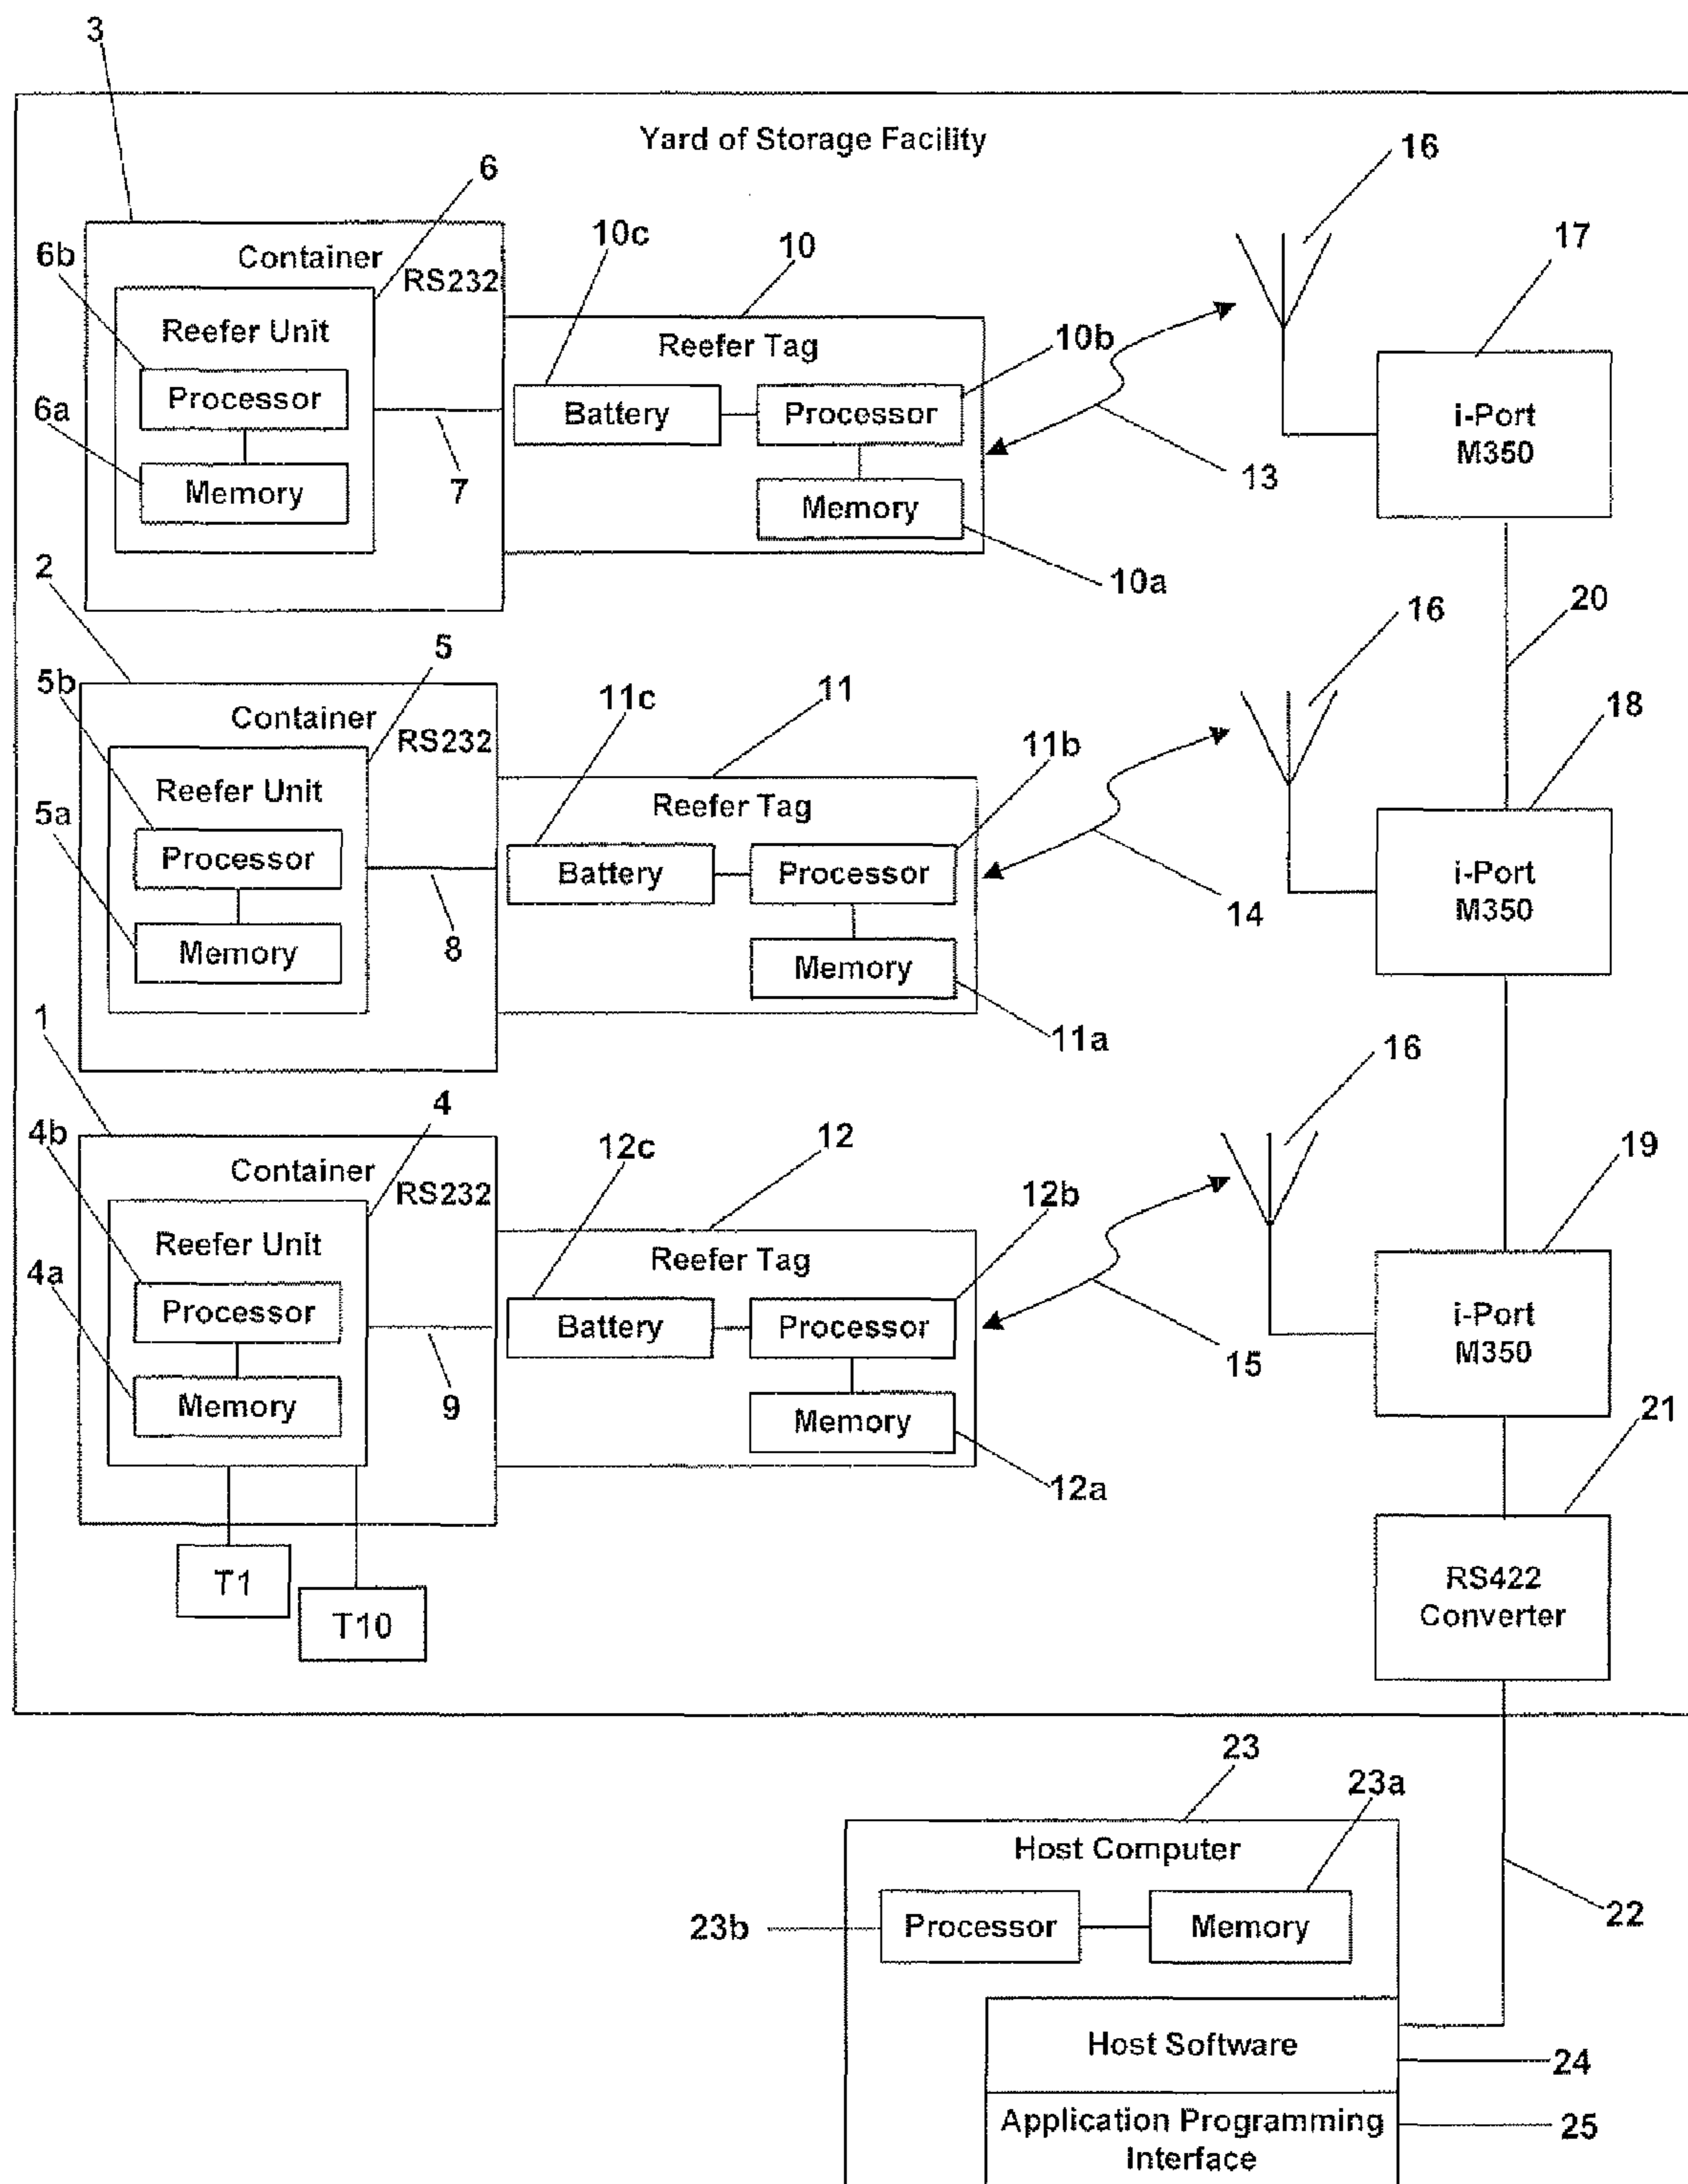 3
Yard of Storage Facility
16
6
10c
10
17
6b
Container
RS232
Reefer Unit
Reefer Tag
10b
6a
Processor
Battery
Processor
i-Port
M350
Memory
7
Memory
13
2
10a
20
16
5
5b
11c
11
18
Container
RS232
11b
Reefer Unit
Reefer Tag
5a
Processor
Battery
Processor
i-Port
M350
14
Memory
8
Memory
1
11a
16
4
4b
12c
12
19
Container
RS232
12b
Reefer Unit
Reefer Tag
4a
Processor
Battery
Processor
i-Port
M350
15
Memory
9
Memory
21
12a
T1
RS422
Converter
T10
23
23a
Host Computer
22
23b
Processor
Memory
Host Software
24
Application Programming
Interface
25